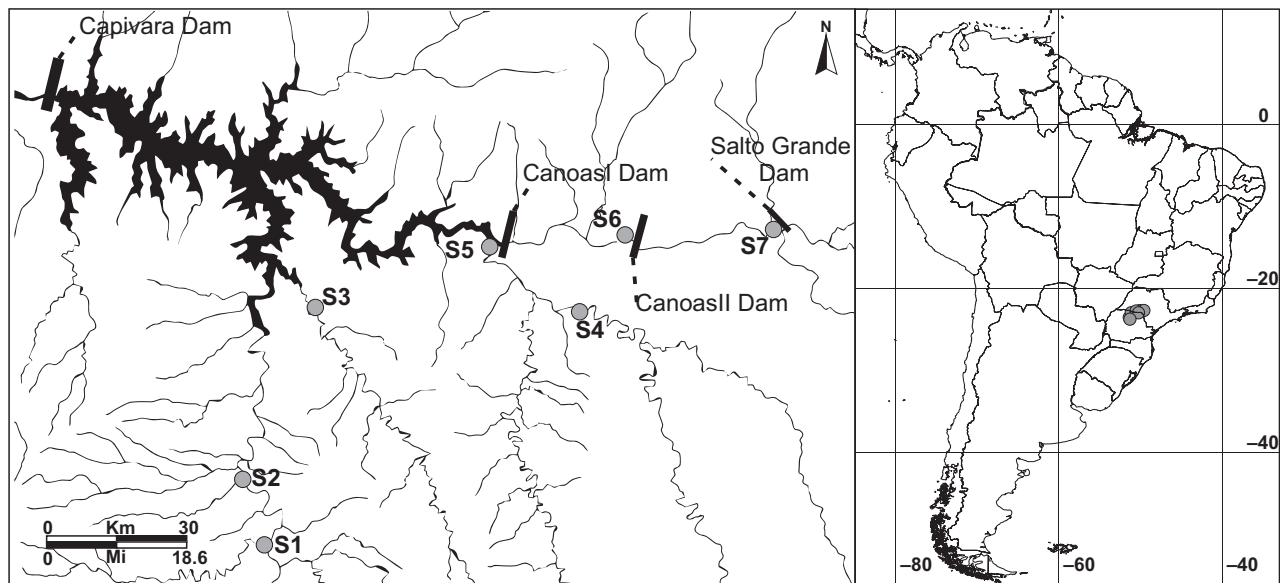 Capivara Dam
N
Salto Grande
Dam
CanoasI Dam
S6
S5
S7
CanoasII Dam
S3
S4
S2
S1
0 Km 30
0 Mi 18.6
0
−20
−40
−80 −60 −40